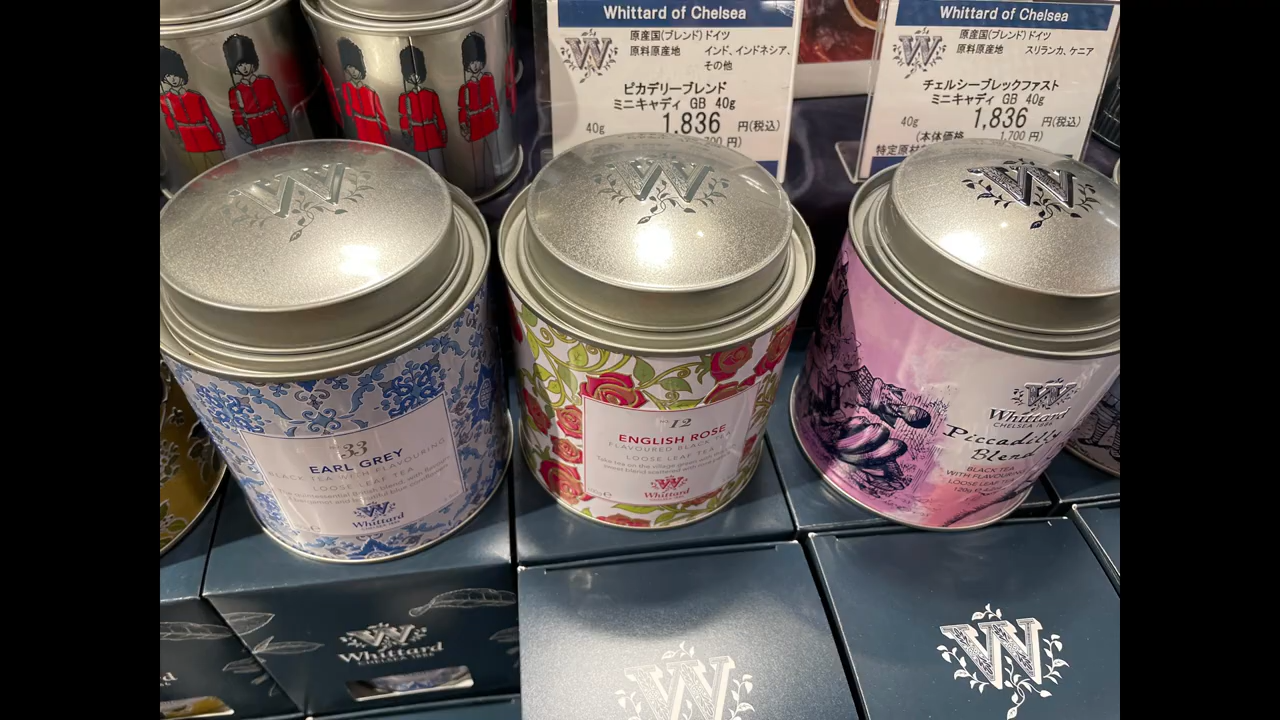 Whittard of Chelsea
原産国(ブレンド)ドイツ
原料原産地 インド、インドネシア、
その他
ピカデリーブレンド
ミニキャディ GB 40g
40g 1,836 円(税込)
700 円)
Whittard of Chelsea
原産国(ブレンド)ドイツ
原料原産地 スリランカ、ケニア
チェルシーブレックファスト
ミニキャディ GB 40g
40g 1,836 円(税込)
(本体価格 1,700 円)
特定原材
W
W
W
33
EARL GREY
BLACK TEA WITH FLAVOURING
LOOSE LEAF TEA
Whittard
12
ENGLISH ROSE
FLAVOURED BLACK TEA
LOOSE LEAF TEA
Whittard
W
Whittard
CHELSEA 1886
Piccadilly
Blend
BLACK TEA
WITH FLAVOURING
LOOSE LEAF TEA
120g
W
Whittard
CHELSEA 1886
W
W